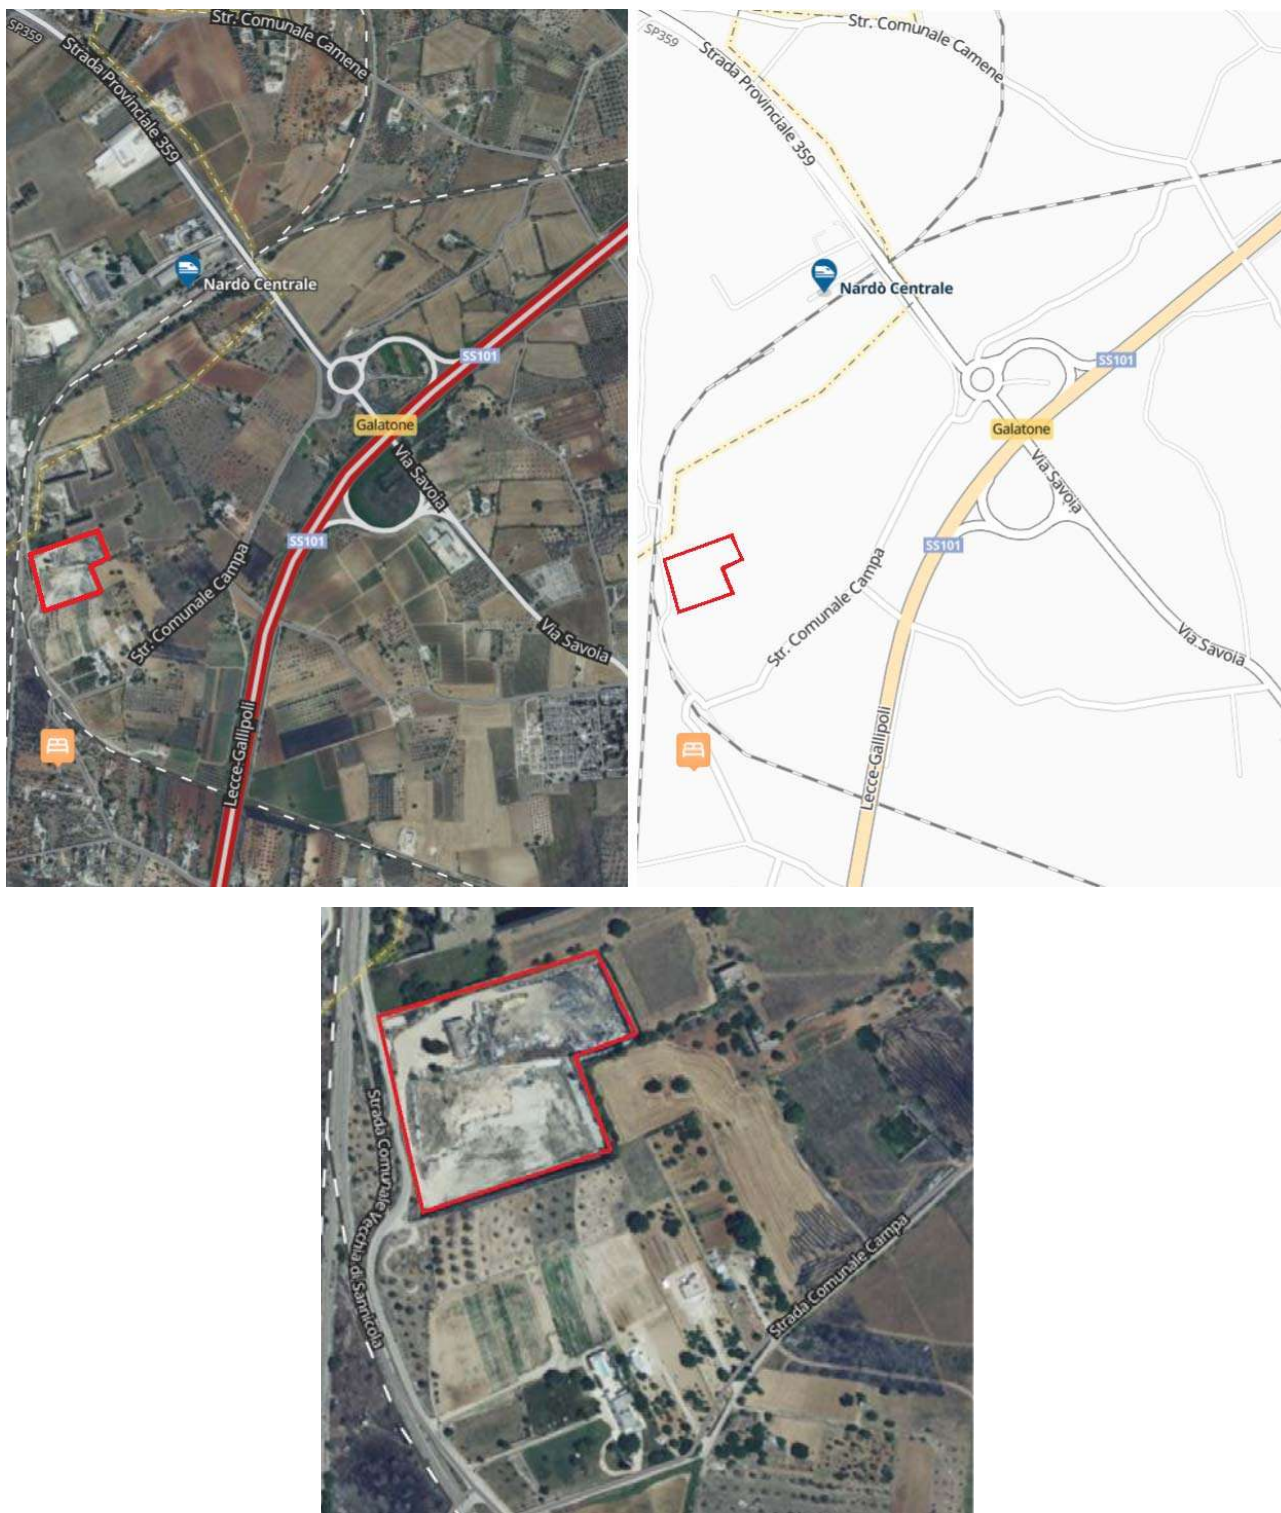 SP359
Str. Comunale Camene
Strada Provinciale 359
Nardò Centrale
SS101
Galatone
Via Savoia
SS101
Str. Comunale Campa
Via Savoia
Lecce-Gallipoli
SP359
Str. Comunale Camene
Strada Provinciale 359
Nardò Centrale
SS101
Galatone
Via Savoia
SS101
Str. Comunale Campa
Via Savoia
Lecce-Gallipoli
Strada Comunale Vecchia di Sannicola
Strada Comunale Campa